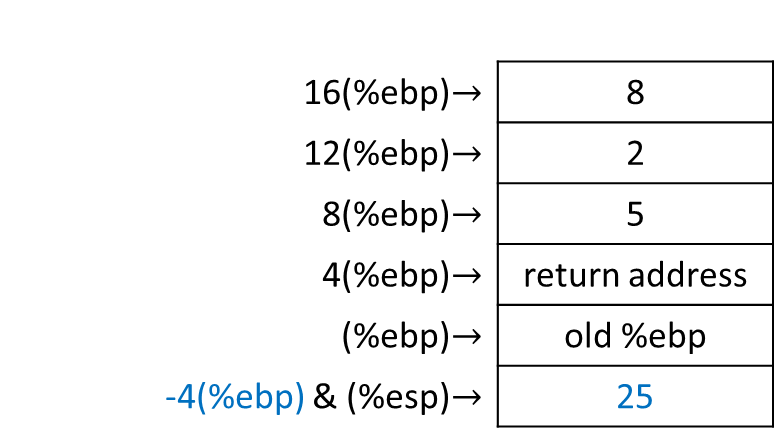 16(%ebp)→ 8
12(%ebp)→ 2
8(%ebp)→ 5
4(%ebp)→ return address
(%ebp)→ old %ebp
-4(%ebp) & (%esp)→ 25